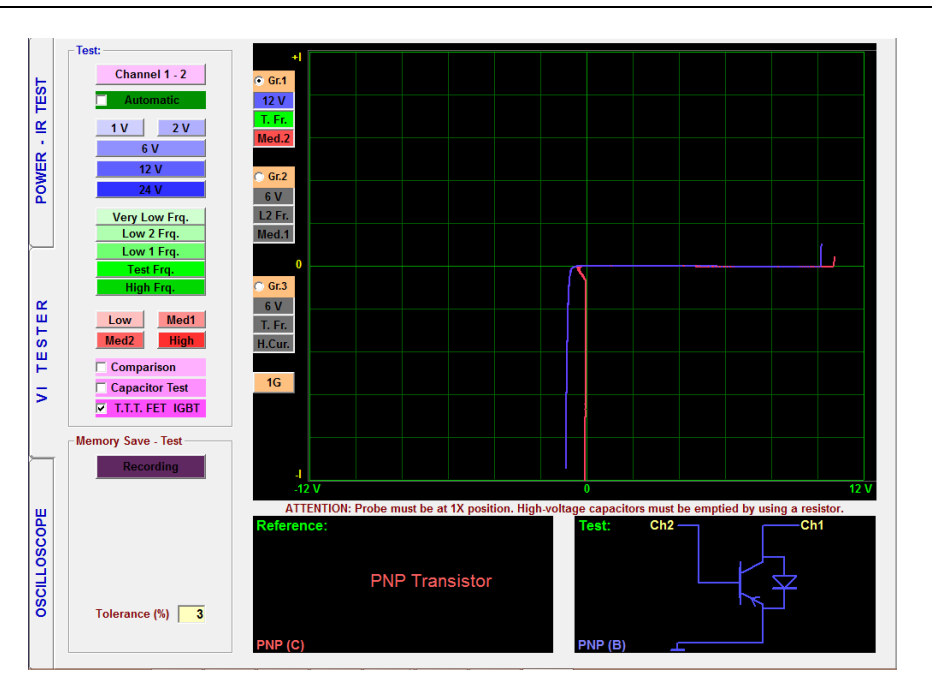 POWER - IR TEST
VI TESTER
OSCILLOSCOPE
Test:
Channel 1 - 2
Automatic
1 V
2 V
6 V
12 V
24 V
Very Low Frq.
Low 2 Frq.
Low 1 Frq.
Test Frq.
High Frq.
Low
Med1
Med2
High
Comparison
Capacitor Test
T.T.T. FET IGBT
Memory Save - Test
Recording
Tolerance (%)
3
+I
Gr.1
12 V
T. Fr.
Med.2
Gr.2
6 V
L2 Fr.
Med.1
0
Gr.3
6 V
T. Fr.
H.Cur.
1G
-I
-12 V
0
12 V
ATTENTION: Probe must be at 1X position. High-voltage capacitors must be emptied by using a resistor.
Reference:
PNP Transistor
PNP (C)
Test:
Ch2
Ch1
PNP (B)